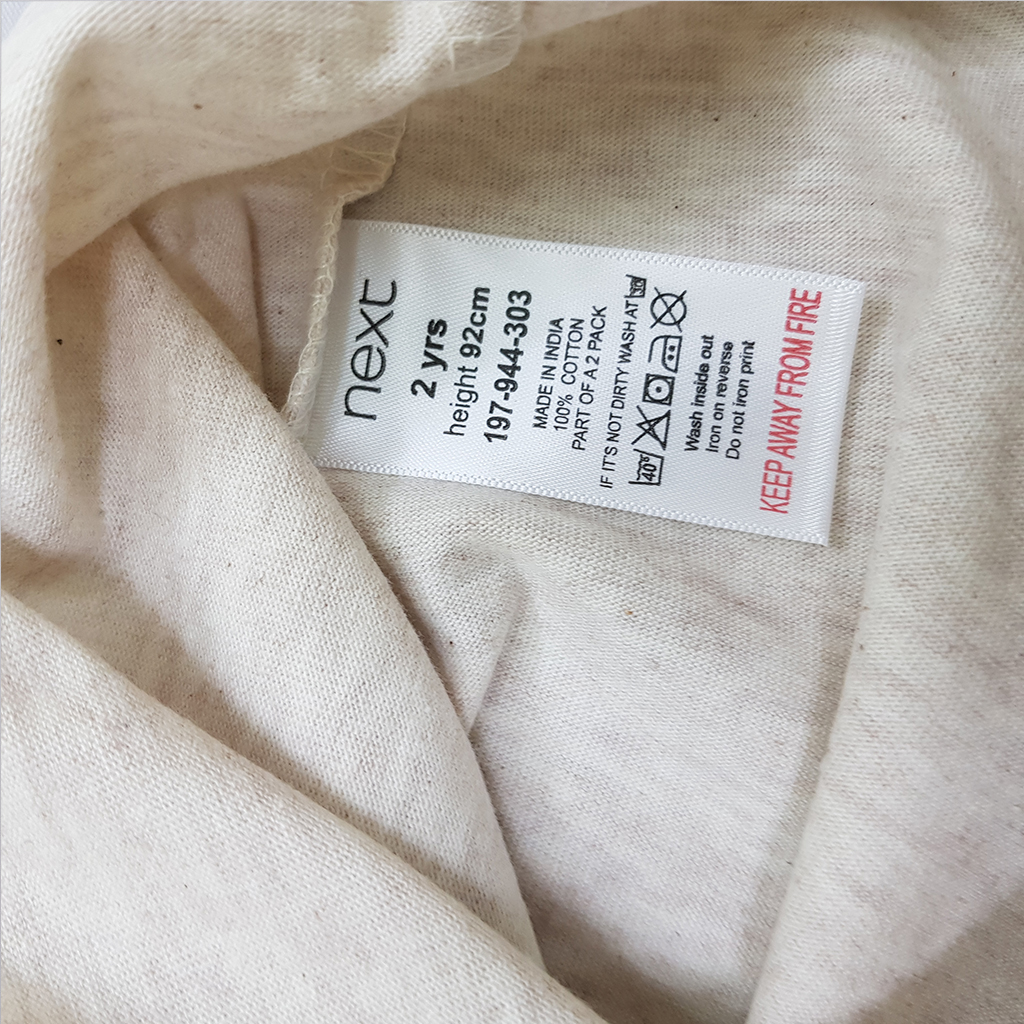 next
2 yrs
height 92cm
197-944-303
MADE IN INDIA
100% COTTON
PART OF A 2 PACK
IF IT'S NOT DIRTY WASH AT 30
40°
Wash inside out
Iron on reverse
Do not iron print
KEEP AWAY FROM FIRE